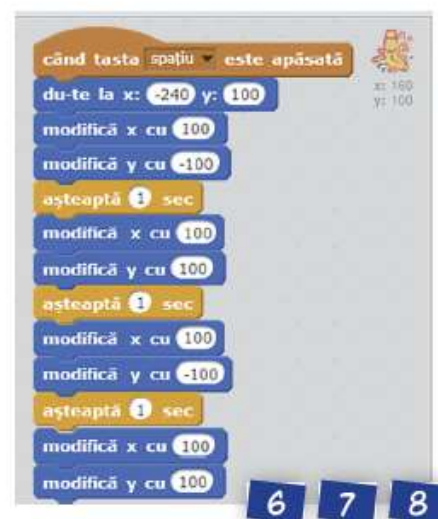 când tasta spațiu este apăsată
du-te la x: -240 y: 100
x: 160
y: 100
modifică x cu 100
modifică y cu -100
așteaptă 1 sec
modifică x cu 100
modifică y cu 100
așteaptă 1 sec
modifică x cu 100
modifică y cu -100
așteaptă 1 sec
modifică x cu 100
modifică y cu 100
6 7 8